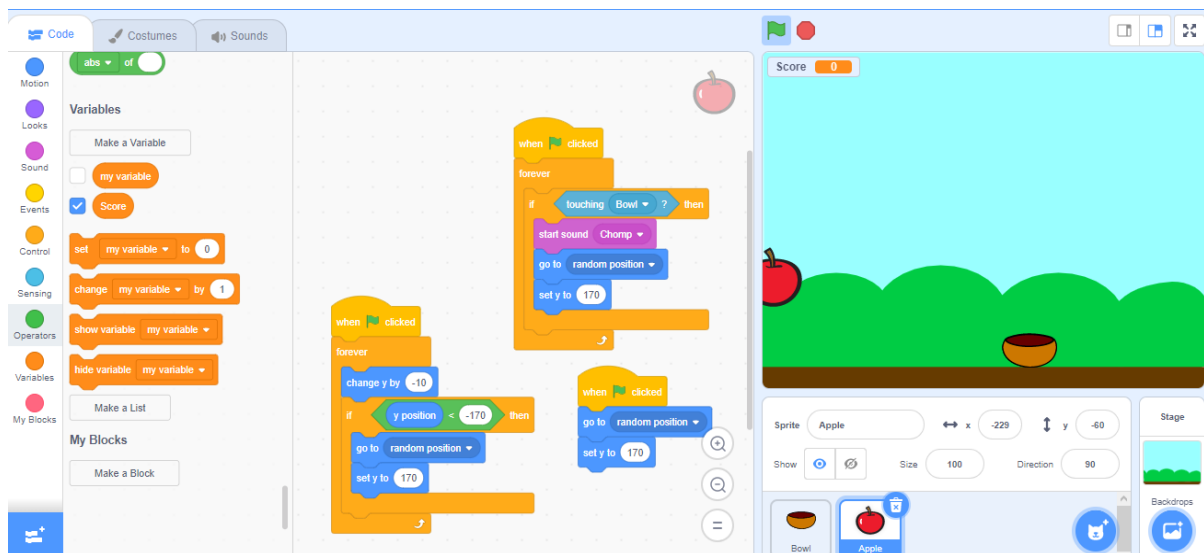 Code
Costumes
Sounds
Motion
Looks
Sound
Events
Control
Sensing
Operators
Variables
My Blocks
abs of
Variables
Make a Variable
my variable
Score
set my variable to 0
change my variable by 1
show variable my variable
hide variable my variable
Make a List
My Blocks
Make a Block
when clicked
forever
change y by -10
if y position < -170 then
go to random position
set y to 170
when clicked
forever
if touching Bowl ? then
start sound Chomp
go to random position
set y to 170
when clicked
go to random position
set y to 170
Score 0
Sprite Apple x -229 y -60
Show Size 100 Direction 90
Bowl
Apple
Stage
Backdrops